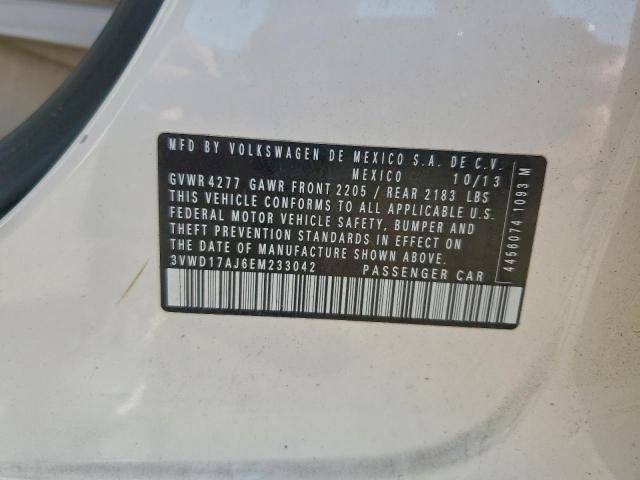 MFD BY VOLKSWAGEN DE MEXICO S.A. DE C.V.
MEXICO 10/13
GVWR 4277 GAWR FRONT 2205 / REAR 2183 LBS
THIS VEHICLE CONFORMS TO ALL APPLICABLE U.S.
FEDERAL MOTOR VEHICLE SAFETY, BUMPER AND
THEFT PREVENTION STANDARDS IN EFFECT ON
THE DATE OF MANUFACTURE SHOWN ABOVE.
3VWD17AJ6EM233042 PASSENGER CAR
4456074 1093 M